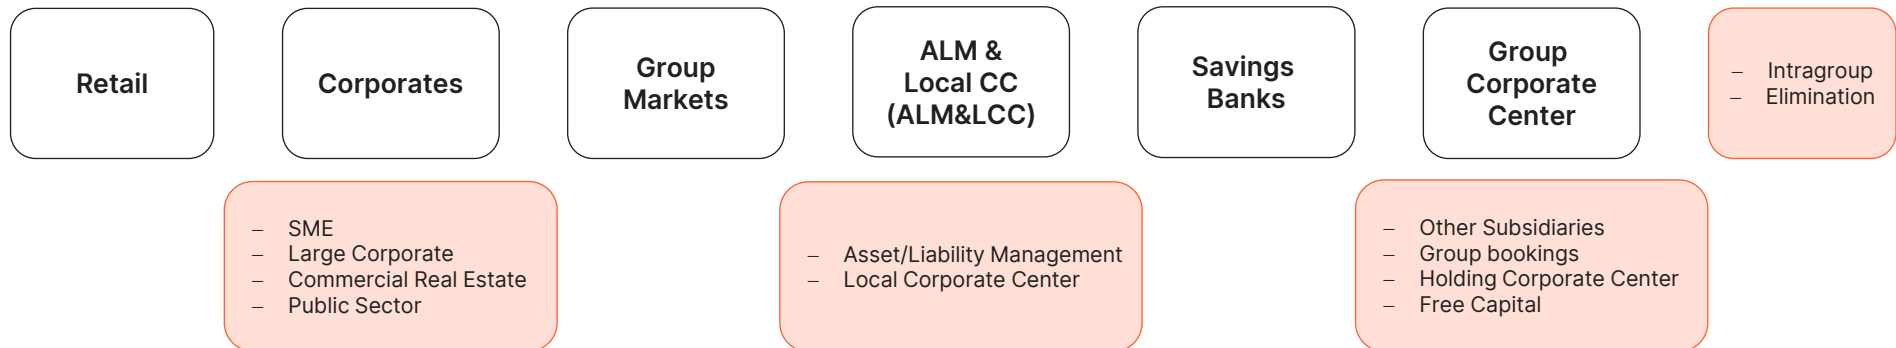 Retail
Corporates
Group
Markets
ALM &
Local CC
(ALM&LCC)
Savings
Banks
Group
Corporate
Center
– Intragroup
– Elimination
– SME
– Large Corporate
– Commercial Real Estate
– Public Sector
– Asset/Liability Management
– Local Corporate Center
– Other Subsidiaries
– Group bookings
– Holding Corporate Center
– Free Capital